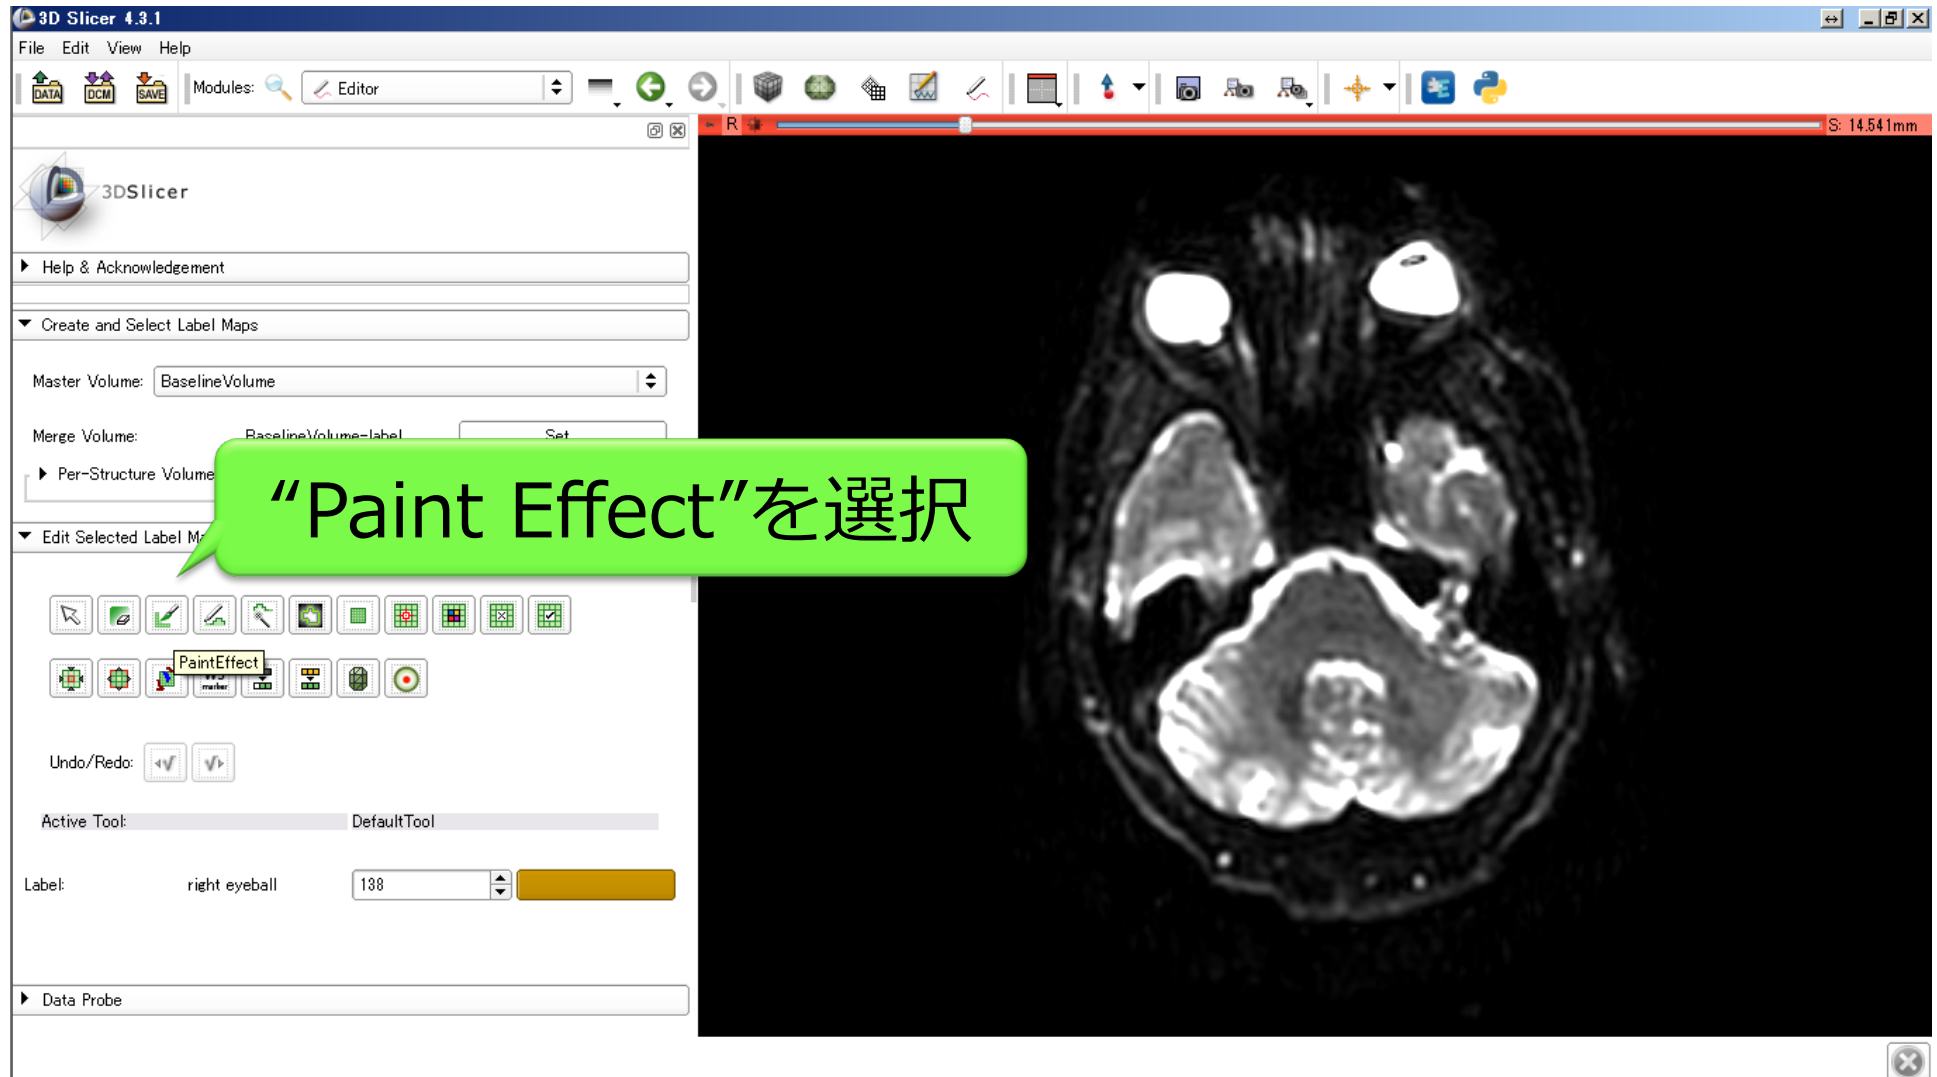 3D Slicer 4.3.1
File Edit View Help
DATA DCM SAVE Modules: Editor
R S: 14.541mm
3DSlicer
Help & Acknowledgement
Create and Select Label Maps
Master Volume: BaselineVolume
Merge Volume: BaselineVolume-label Set
Per-Structure Volume
“Paint Effect”を選択
Edit Selected Label
PaintEffect
marker
Undo/Redo:
Active Tool: DefaultTool
Label: right eyeball 138
Data Probe